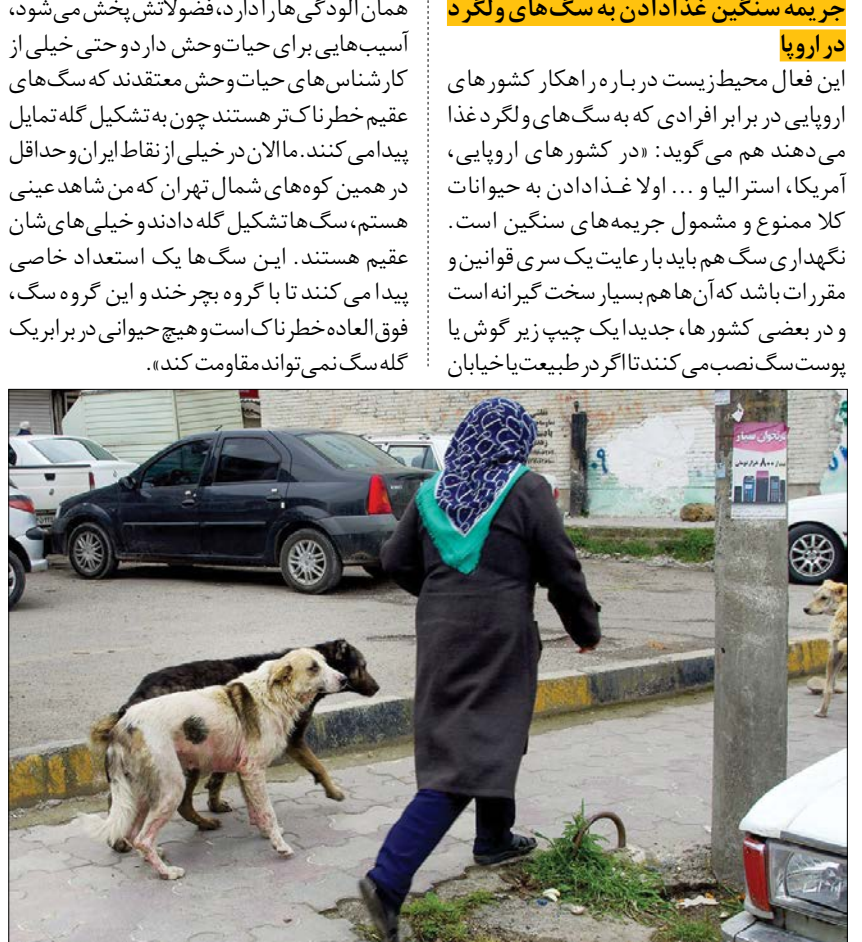 جریمه سنگین غذادادن به سگ‌های ولگرد
در اروپا
این فعال محیط‌زیست درباره راهکار کشورهای
اروپایی در برابر افرادی که به سگ‌های ولگرد غذا
می‌دهند هم می‌گوید: «در کشورهای اروپایی،
آمریکا، استرالیا و ... اولا غذادادن به حیوانات
کلا ممنوع و مشمول جریمه‌های سنگین است.
نگهداری سگ هم باید با رعایت یک سری قوانین و
مقررات باشد که آن‌ها هم بسیار سخت گیرانه است
و در بعضی کشورها، جدیدا یک چیپ زیر گوش یا
پوست سگ نصب می‌کنند تا اگر در طبیعت یا خیابان
همان آلودگی‌ها را دارد، فضولاتش پخش می‌شود،
آسیب‌هایی برای حیات‌وحش دارد و حتی خیلی از
کارشناس‌های حیات‌وحش معتقدند که سگ‌های
عقیم خطرناک‌تر هستند چون به تشکیل گله تمایل
پیدا می‌کنند. ما الان در خیلی از نقاط ایران و حداقل
در همین کوه‌های شمال تهران که من شاهد عینی
هستم، سگ‌ها تشکیل گله دادند و خیلی‌های‌شان
عقیم هستند. این سگ‌ها یک استعداد خاصی
پیدا می‌کنند تا با گروه بچرخند و این گروه سگ،
فوق‌العاده خطرناک است و هیچ حیوانی در برابر یک
گله سگ نمی‌تواند مقاومت کند».
سیار